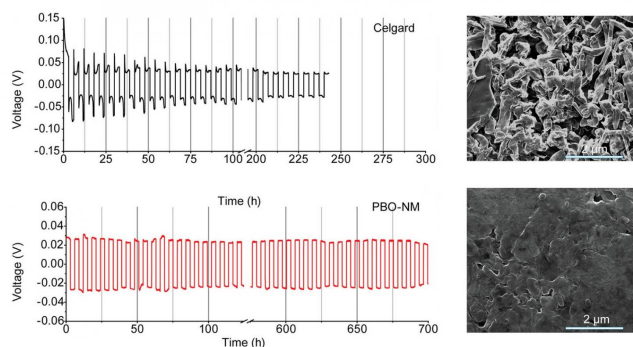 Celgard
Voltage (V)
0.15
0.10
0.05
0.00
0.05
-0.10
-0.15
0 25 50 75 100 200 225 250 275 300
2 µm
Time (h)
PBO-NM
Voltage (V)
0.06
0.04
0.02
0.00
-0.02
-0.04
-0.06
0 50 100 600 650 700
Time (h)
2 µm